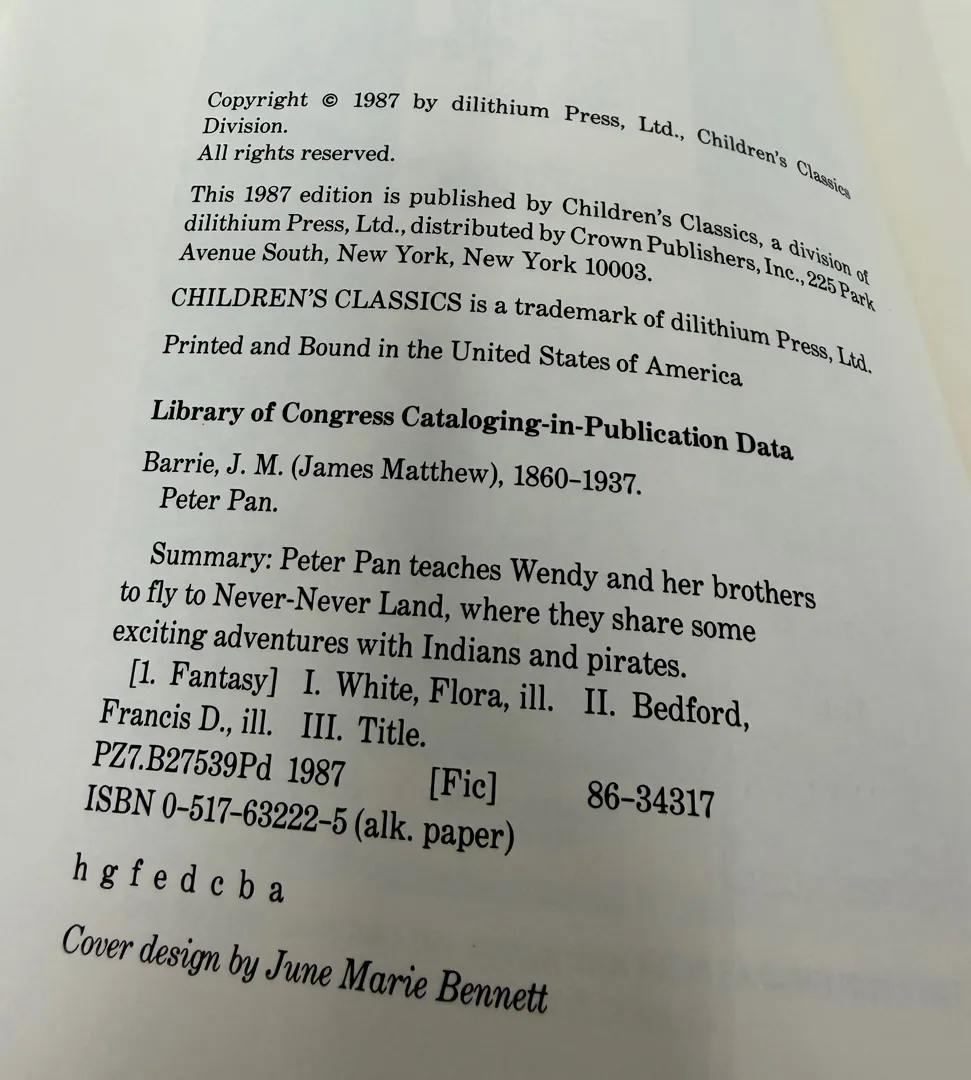 Copyright © 1987 by dilithium Press, Ltd., Children's Classics
Division.
All rights reserved.
This 1987 edition is published by Children's Classics, a division of
dilithium Press, Ltd., distributed by Crown Publishers, Inc., 225 Park
Avenue South, New York, New York 10003.
CHILDREN'S CLASSICS is a trademark of dilithium Press, Ltd.
Printed and Bound in the United States of America
Library of Congress Cataloging-in-Publication Data
Barrie, J. M. (James Matthew), 1860–1937.
Peter Pan.
Summary: Peter Pan teaches Wendy and her brothers
to fly to Never-Never Land, where they share some
exciting adventures with Indians and pirates.
[1. Fantasy] I. White, Flora, ill. II. Bedford,
Francis D., ill. III. Title.
PZ7.B27539Pd 1987 [Fic] 86–34317
ISBN 0–517–63222–5 (alk. paper)
h g f e d c b a
Cover design by June Marie Bennett